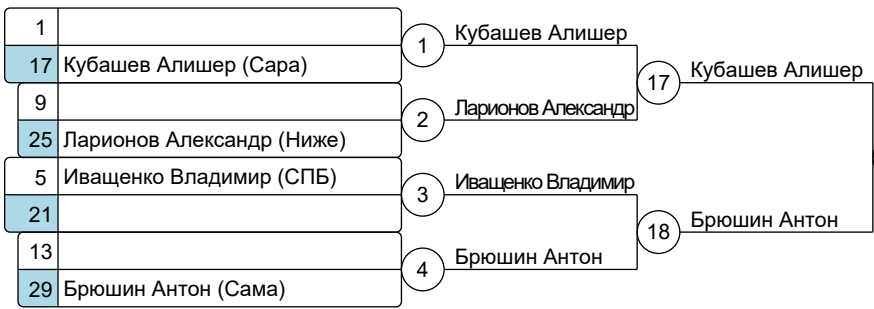 1
17 Кубашев Алишер (Сара)
9
25 Ларионов Александр (Ниже)
5 Иващенко Владимир (СПБ)
21
13
29 Брюшин Антон (Сама)
1 Кубашев Алишер
2 Ларионов Александр
3 Иващенко Владимир
4 Брюшин Антон
17 Кубашев Алишер
18 Брюшин Антон